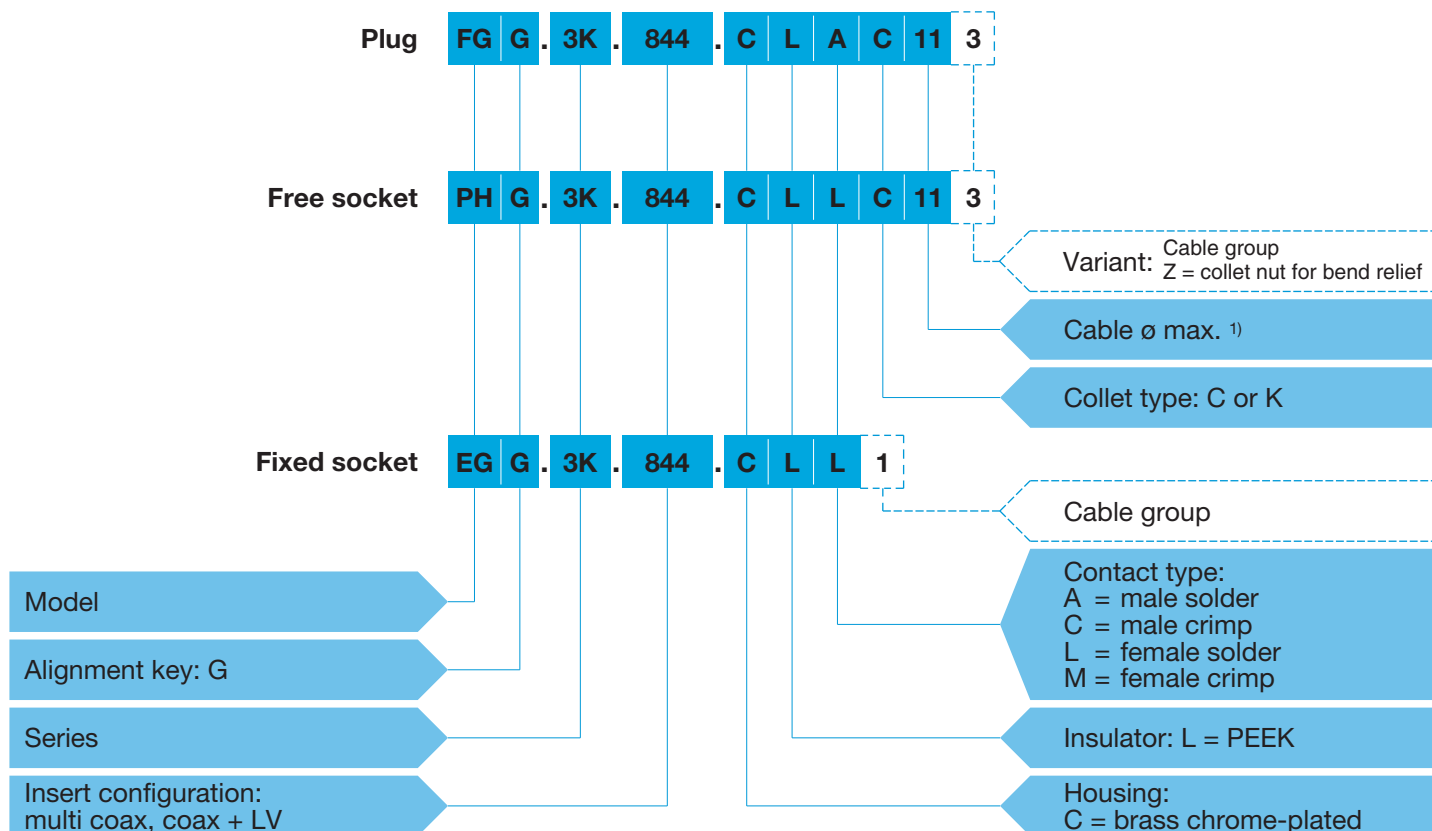 Plug FG G . 3K . 844 . C L A C 11 3
Free socket PH G . 3K . 844 . C L L C 11 3
Variant: Cable group
Z = collet nut for bend relief
Cable ø max. 1)
Collet type: C or K
Fixed socket EG G . 3K . 844 . C L L 1
Cable group
Contact type:
A = male solder
C = male crimp
L = female solder
M = female crimp
Model
Alignment key: G
Series
Insulator: L = PEEK
Insert configuration:
multi coax, coax + LV
Housing:
C = brass chrome-plated